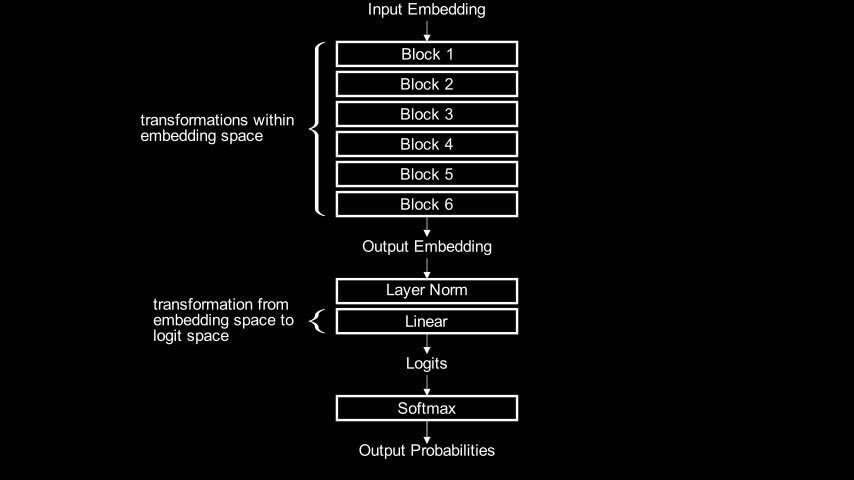 Input Embedding
Block 1
Block 2
Block 3
transformations within
embedding space
Block 4
Block 5
Block 6
Output Embedding
Layer Norm
transformation from
embedding space to
logit space
Linear
Logits
Softmax
Output Probabilities